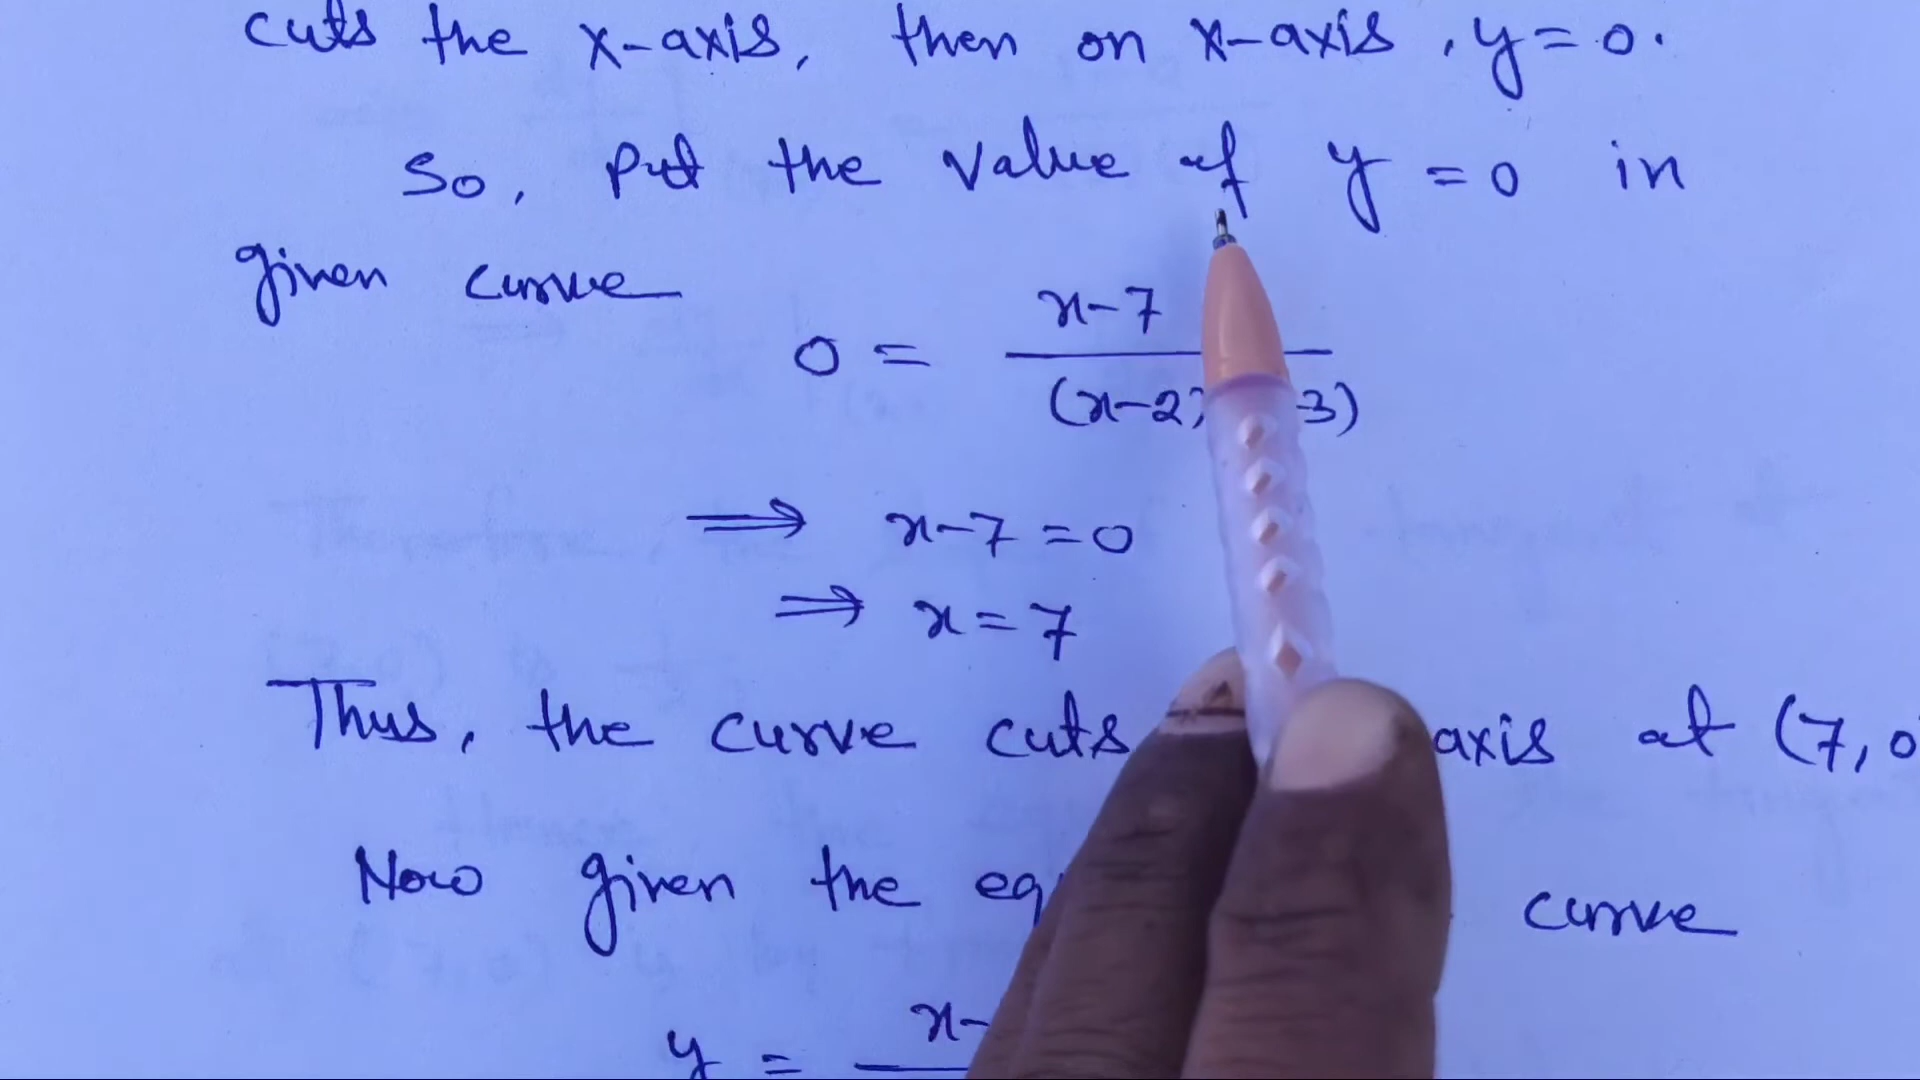 cuts the x-axis, then on x-axis, y=0.
So, put the value of y = 0 in
given curve
0 = x-7
(x-2) -3)
⟹ x-7 = 0
⟹ x = 7
Thus, the curve cuts axis at (7, 0
Now given the curve
y = x-